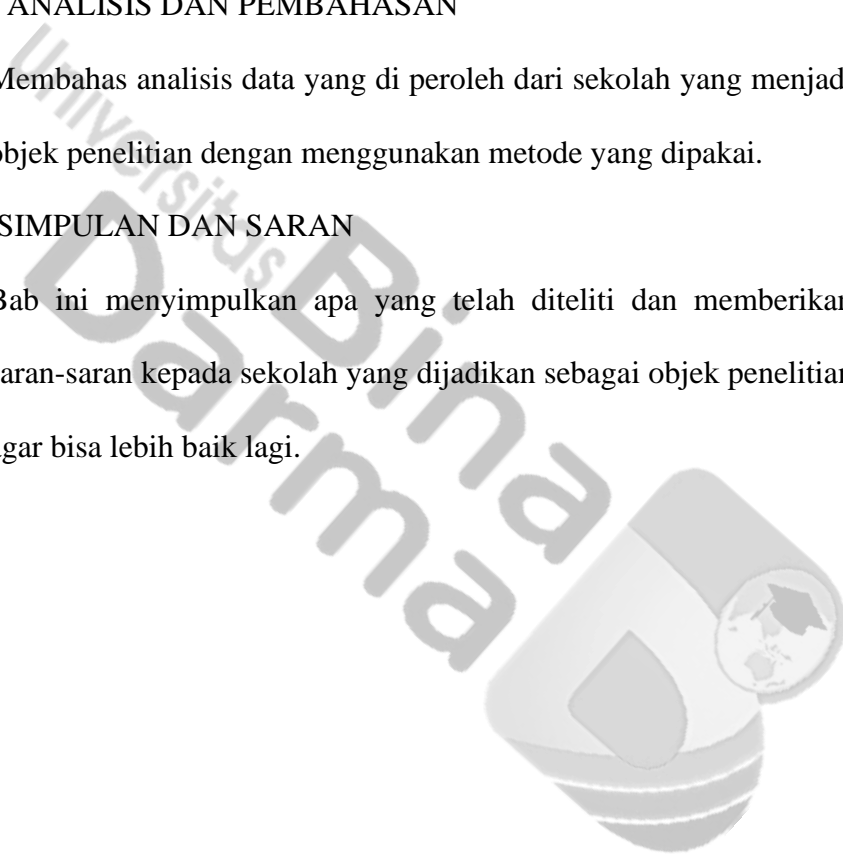 ANALISIS DAN PEMBAHASAN
Membahas analisis data yang di peroleh dari sekolah yang menjad
objek penelitian dengan menggunakan metode yang dipakai.
SIMPULAN DAN SARAN
Bab ini menyimpulkan apa yang telah diteliti dan memberikan
aran-saran kepada sekolah yang dijadikan sebagai objek penelitian
agar bisa lebih baik lagi.
Universitas
Bina
Darma